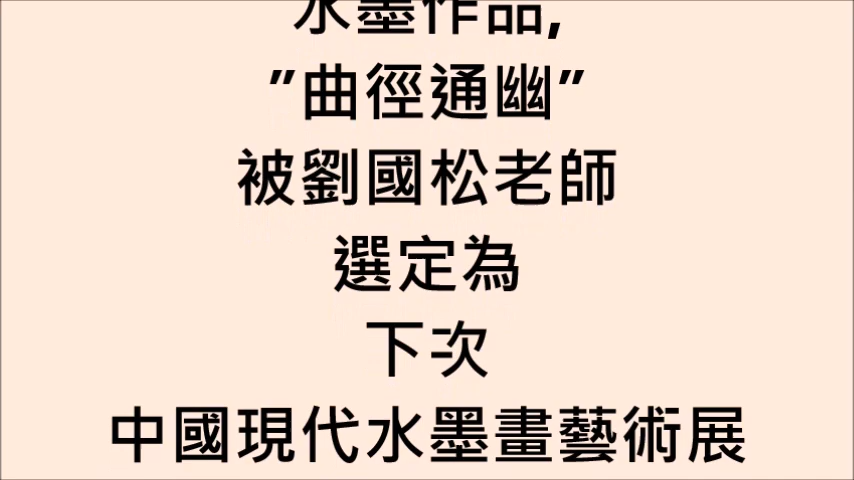 水墨作品,
”曲徑通幽”
被劉國松老師
選定為
下次
中國現代水墨畫藝術展